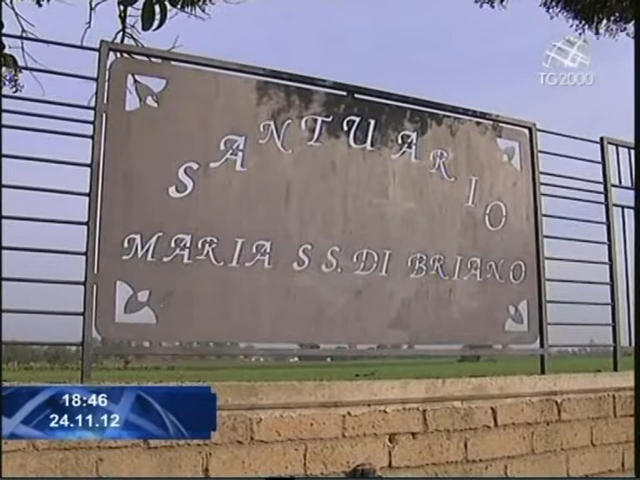 TG2000
SANTUARIO
MARIA SS. DI BRIANO
18:46
24.11.12